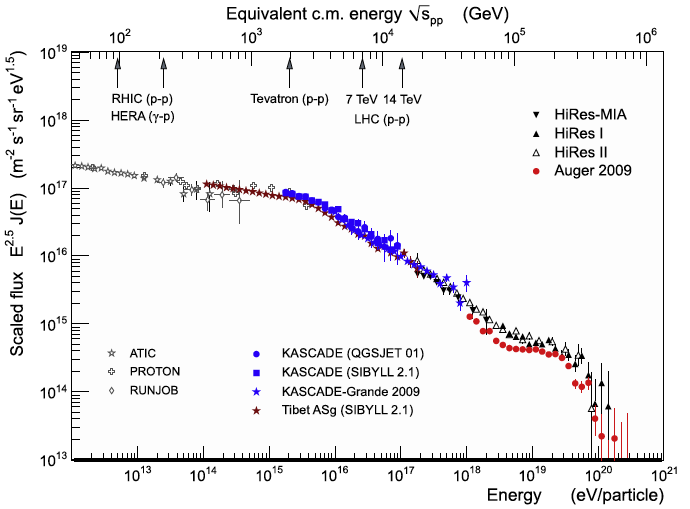 Equivalent c.m. energy √s_pp (GeV)
10^2 10^3 10^4 10^5 10^6
RHIC (p-p)
HERA (γ-p)
Tevatron (p-p)
7 TeV 14 TeV
LHC (p-p)
HiRes-MIA
HiRes I
HiRes II
Auger 2009
Scaled flux E^2.5 J(E) (m^-2 s^-1 sr^-1 eV^1.5)
10^19
10^18
10^17
10^16
10^15
10^14
10^13
ATIC
PROTON
RUNJOB
KASCADE (QGSJET 01)
KASCADE (SIBYLL 2.1)
KASCADE-Grande 2009
Tibet ASg (SIBYLL 2.1)
10^13 10^14 10^15 10^16 10^17 10^18 10^19 10^20 10^21
Energy (eV/particle)